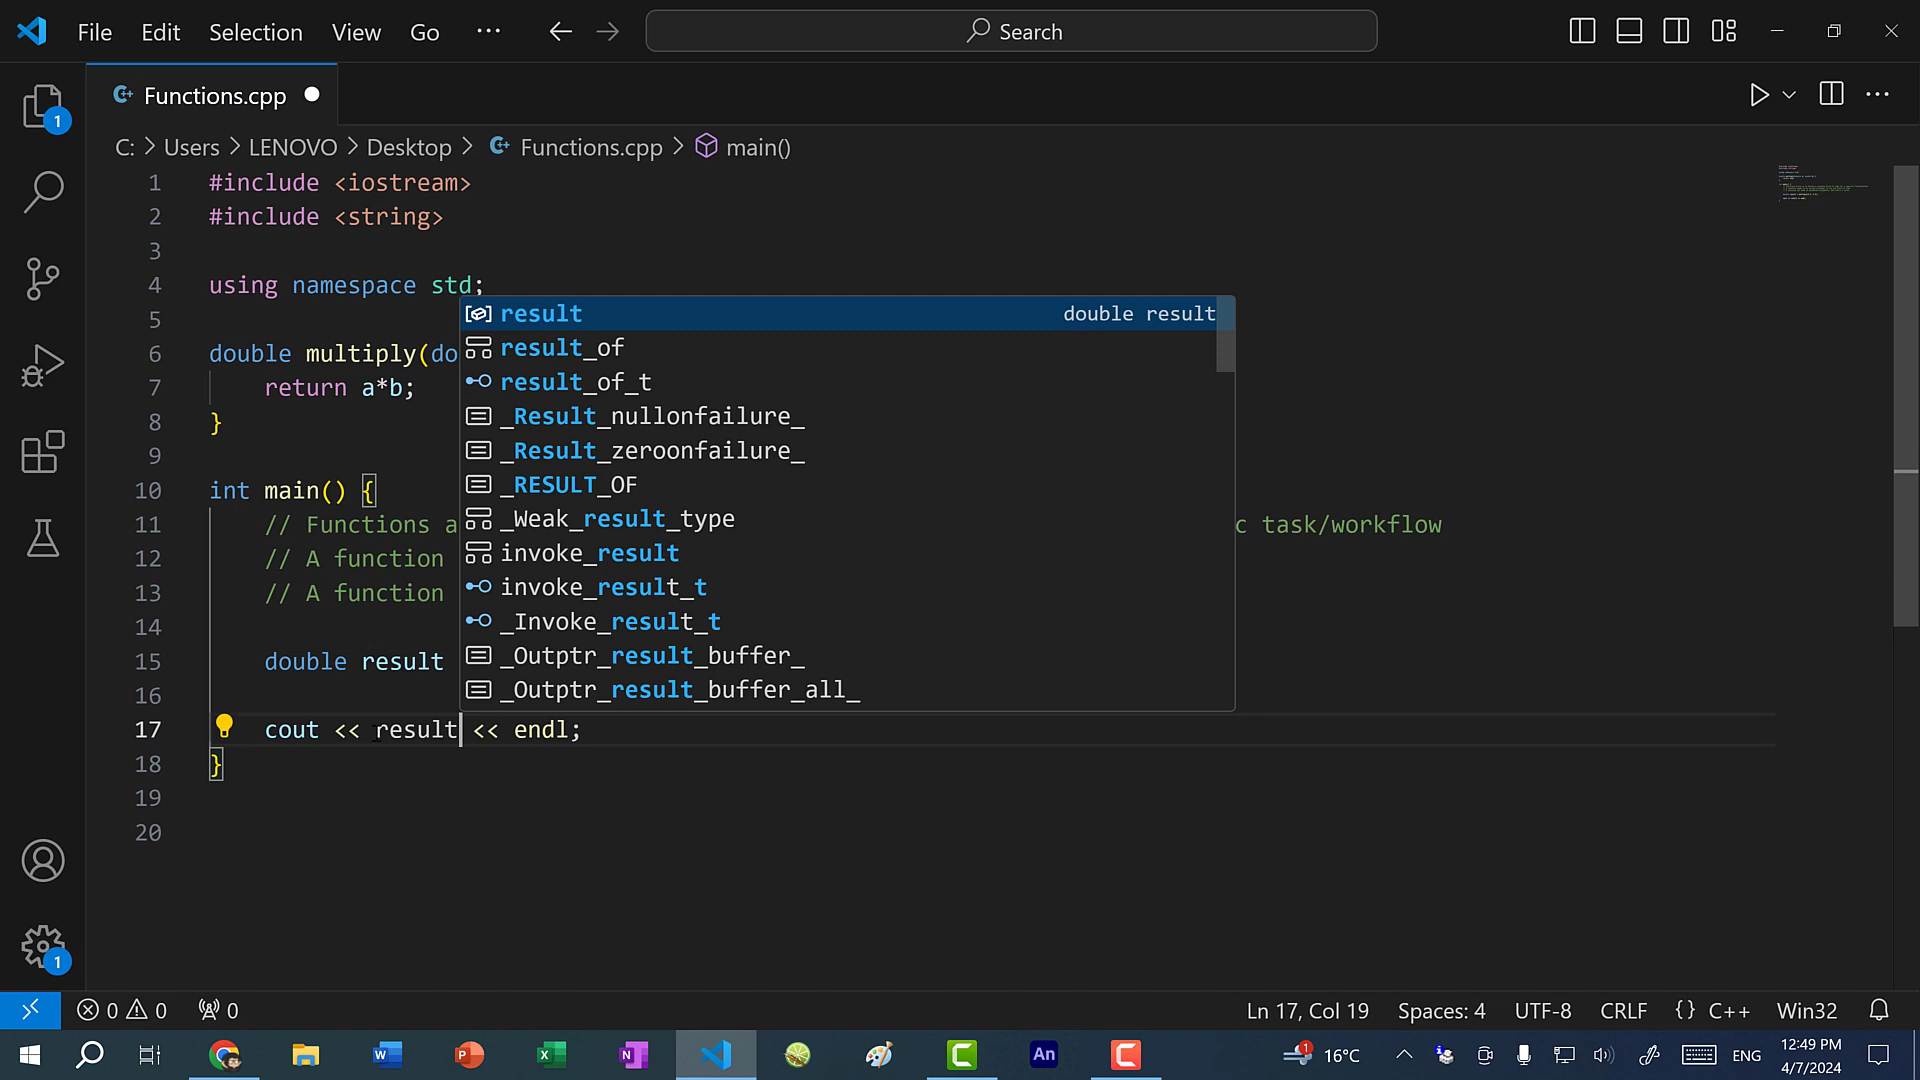 File Edit Selection View Go ··· Search
Functions.cpp
C: > Users > LENOVO > Desktop > Functions.cpp > main()
1 #include <iostream>
2 #include <string>
3
4 using namespace std;
5
6 double multiply(do
7 return a*b;
8 }
9
10 int main() {
11 // Functions a c task/workflow
12 // A function
13 // A function
14
15 double result
16
17 cout << result << endl;
18 }
19
20
result double result
result_of
result_of_t
_Result_nullonfailure_
_Result_zeroonfailure_
_RESULT_OF
_Weak_result_type
invoke_result
invoke_result_t
_Invoke_result_t
_Outptr_result_buffer_
_Outptr_result_buffer_all_
1
1
0 0 0 Ln 17, Col 19 Spaces: 4 UTF-8 CRLF {} C++ Win32
W P X N An 1 16°C ENG 12:49 PM
4/7/2024